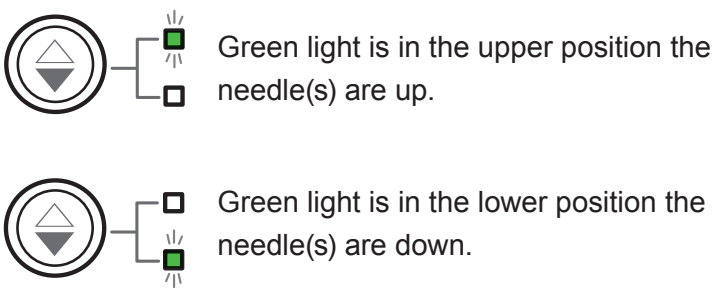 Green light is in the upper position the
needle(s) are up.
Green light is in the lower position the
needle(s) are down.